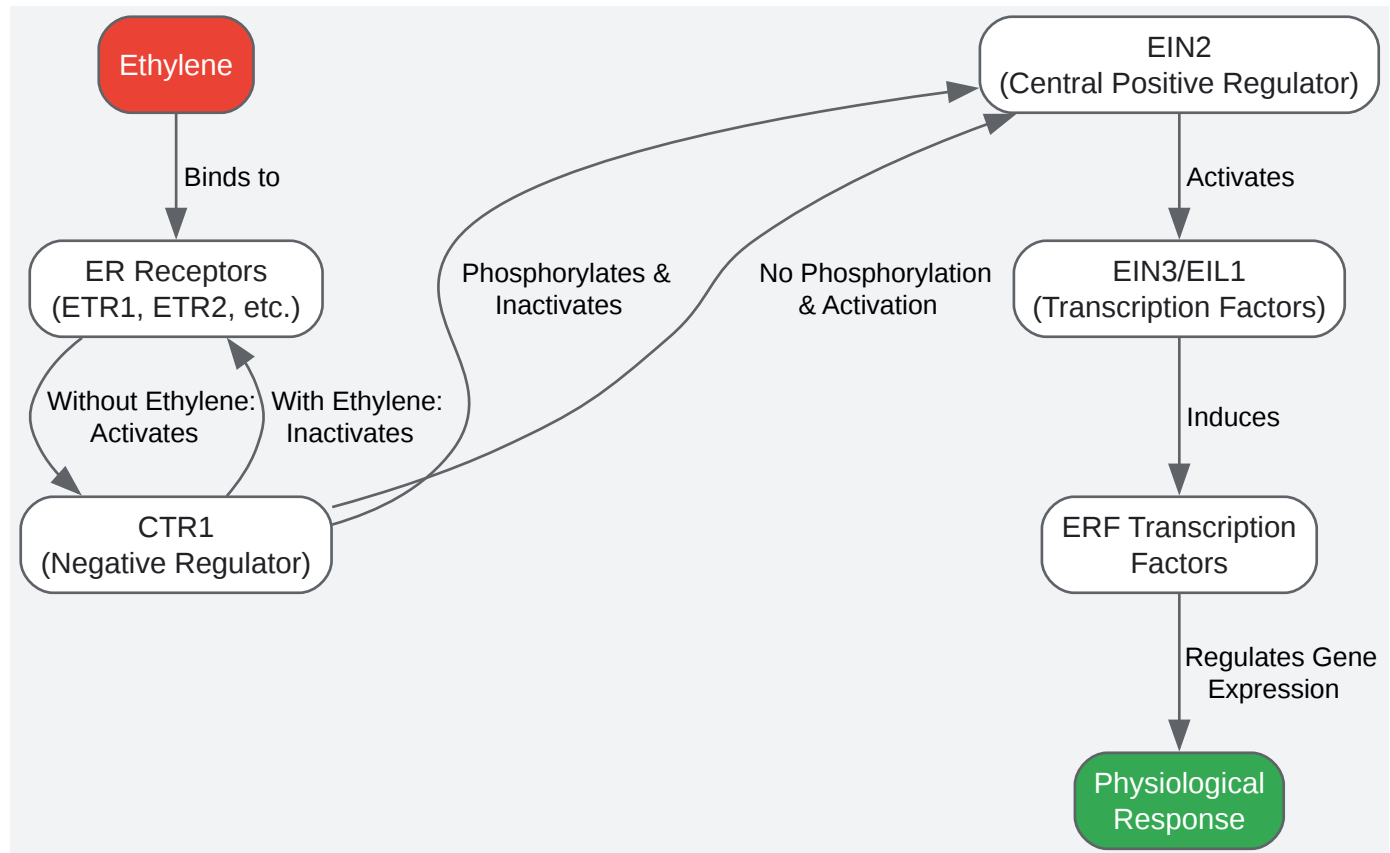 Ethylene
Binds to
ER Receptors
(ETR1, ETR2, etc.)
Without Ethylene:
Activates
With Ethylene:
Inactivates
CTR1
(Negative Regulator)
Phosphorylates &
Inactivates
No Phosphorylation
& Activation
EIN2
(Central Positive Regulator)
Activates
EIN3/EIL1
(Transcription Factors)
Induces
ERF Transcription
Factors
Regulates Gene
Expression
Physiological
Response